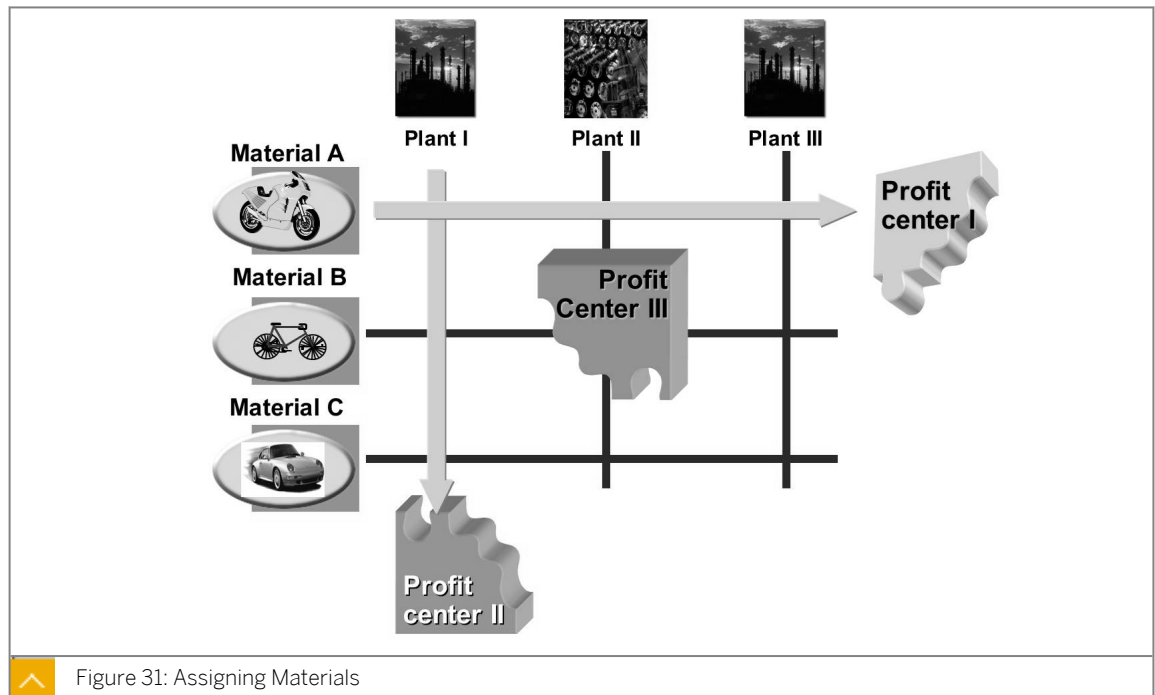 Plant I
Plant II
Plant III
Material A
Profit
center I
Material B
Profit
Center III
Material C
Profit
center II
Figure 31: Assigning Materials